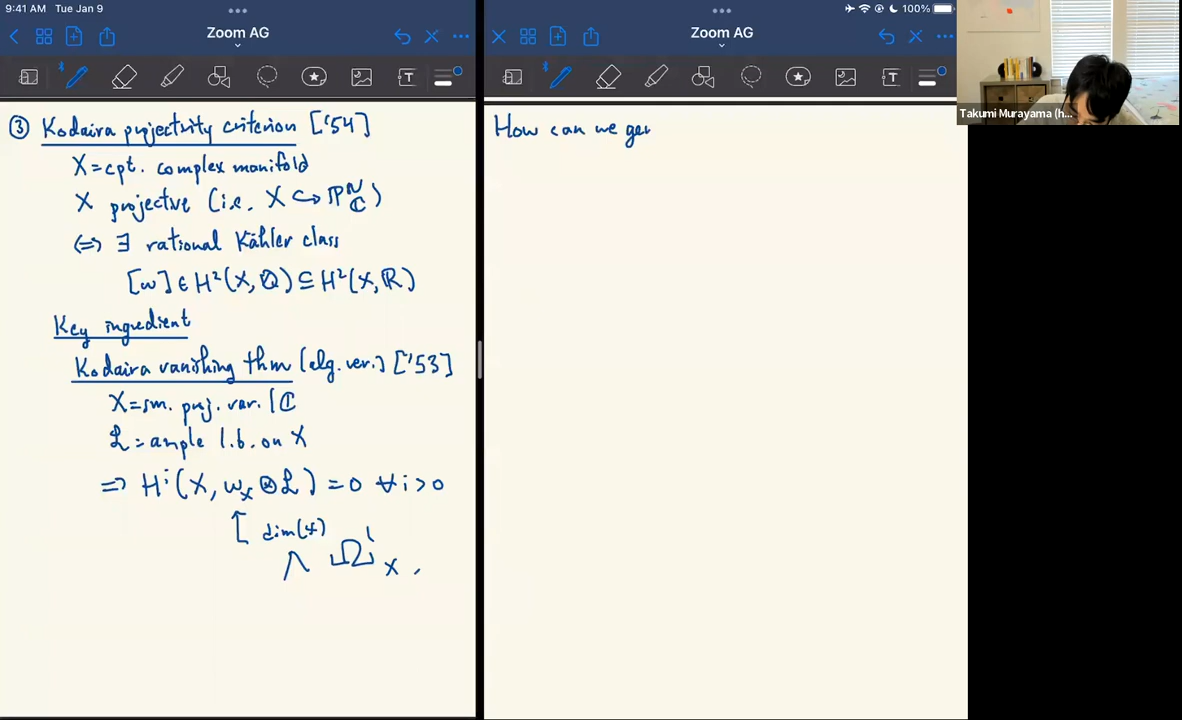 9:41 AM Tue Jan 9
100%
Zoom AG
Zoom AG
Takumi Murayama (h...
③ Kodaira projectivity criterion ['54]
X = cpt. complex manifold
X projective (i.e. X ↪ ℙ^N_ℂ)
⟺ ∃ rational Kähler class
[ω] ∈ H²(X, ℚ) ⊆ H²(X, ℝ)
Key ingredient
Kodaira vanishing thm (alg. ver.) ['53]
X = sm. proj. var. / ℂ
ℒ = ample l.b. on X
⟹ Hⁱ(X, ω_X ⊗ ℒ) = 0 ∀ i > 0
dim(X)
⋀ Ω¹_X
How can we ger